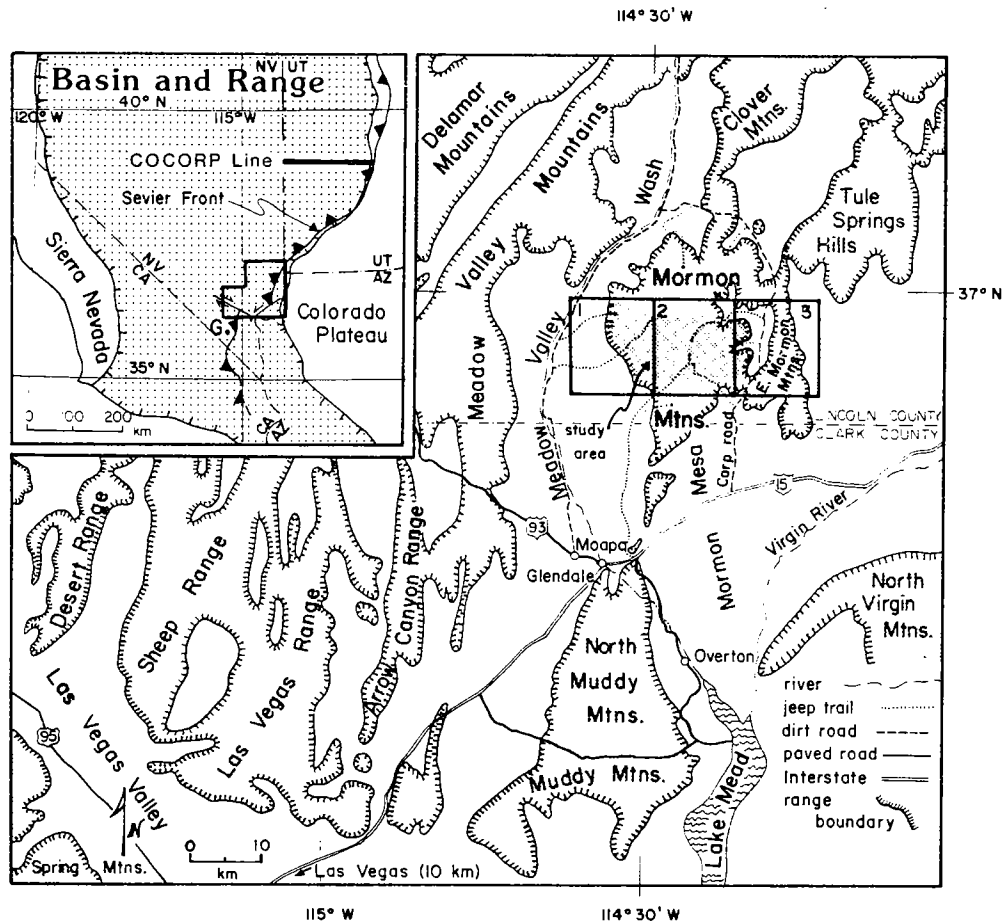 114°30' W
Basin and Range
NV UT
40° N
120° W
115° W
COCORP Line
Sevier Front
Sierra Nevada
NV
CA
UT
AZ
G.
Colorado
Plateau
35° N
CA
AZ
0 100 200
km
Delamar
Mountains
Clover
Mtns.
Meadow Valley Mountains
Meadow Valley Wash
Tule
Springs
Hills
Mormon
37° N
1
2
3
E. Mormon
Mtns.
Mtns.
study
area
LINCOLN COUNTY
CLARK COUNTY
Carp road
Mormon Mesa
15
Virgin River
93
Moapa
Glendale
Desert Range
Sheep Range
Las Vegas Range
Arrow Canyon Range
North
Virgin
Mtns.
North
Muddy
Mtns.
Overton
Muddy Mtns.
Lake Mead
95
Las Vegas Valley
N
Spring Mtns.
0 10
km
Las Vegas (10 km)
river
jeep trail
dirt road
paved road
Interstate
range
boundary
115° W
114°30' W